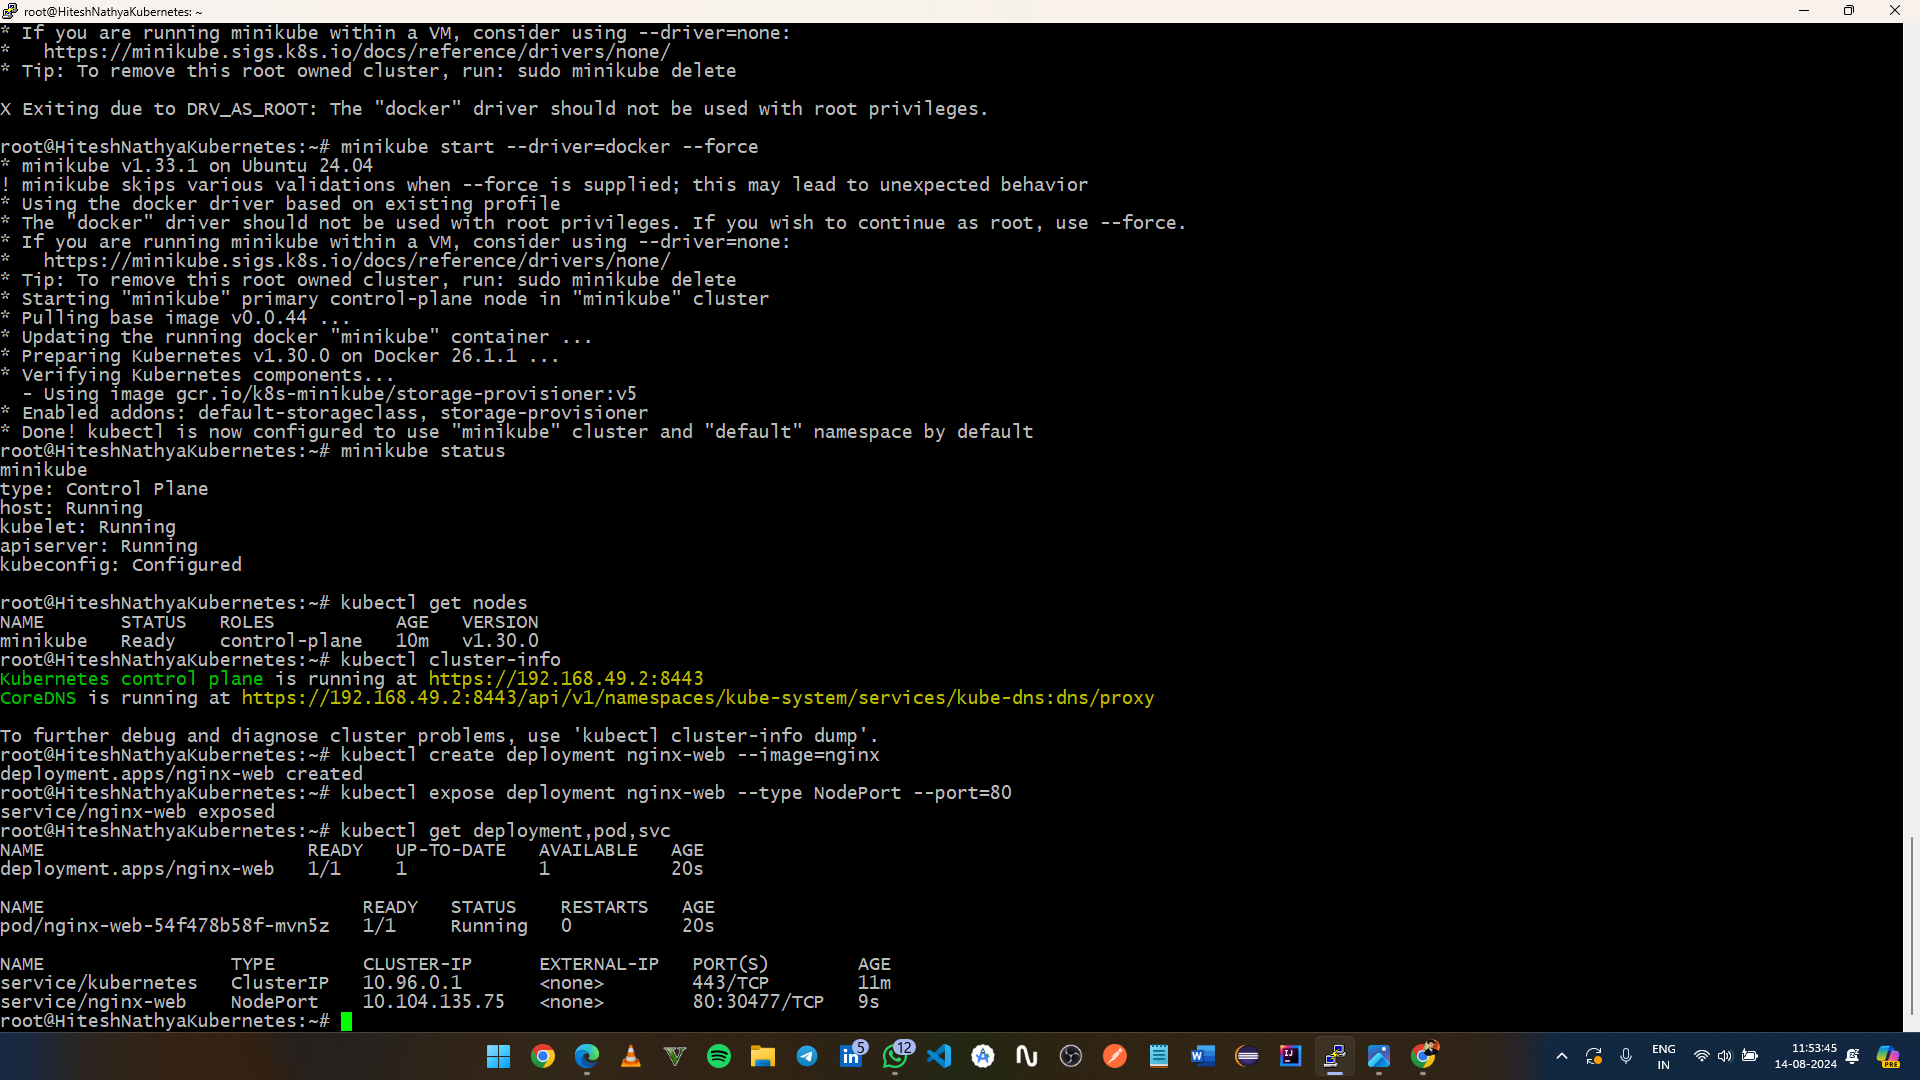 root@HiteshNathyaKubernetes: ~
* If you are running minikube within a VM, consider using --driver=none:
*   https://minikube.sigs.k8s.io/docs/reference/drivers/none/
* Tip: To remove this root owned cluster, run: sudo minikube delete
X Exiting due to DRV_AS_ROOT: The "docker" driver should not be used with root privileges.
root@HiteshNathyaKubernetes:~# minikube start --driver=docker --force
* minikube v1.33.1 on Ubuntu 24.04
! minikube skips various validations when --force is supplied; this may lead to unexpected behavior
* Using the docker driver based on existing profile
* The "docker" driver should not be used with root privileges. If you wish to continue as root, use --force.
* If you are running minikube within a VM, consider using --driver=none:
*   https://minikube.sigs.k8s.io/docs/reference/drivers/none/
* Tip: To remove this root owned cluster, run: sudo minikube delete
* Starting "minikube" primary control-plane node in "minikube" cluster
* Pulling base image v0.0.44 ...
* Updating the running docker "minikube" container ...
* Preparing Kubernetes v1.30.0 on Docker 26.1.1 ...
* Verifying Kubernetes components...
  - Using image gcr.io/k8s-minikube/storage-provisioner:v5
* Enabled addons: default-storageclass, storage-provisioner
* Done! kubectl is now configured to use "minikube" cluster and "default" namespace by default
root@HiteshNathyaKubernetes:~# minikube status
minikube
type: Control Plane
host: Running
kubelet: Running
apiserver: Running
kubeconfig: Configured
root@HiteshNathyaKubernetes:~# kubectl get nodes
NAME       STATUS   ROLES           AGE   VERSION
minikube   Ready    control-plane   10m   v1.30.0
root@HiteshNathyaKubernetes:~# kubectl cluster-info
Kubernetes control plane is running at https://192.168.49.2:8443
CoreDNS is running at https://192.168.49.2:8443/api/v1/namespaces/kube-system/services/kube-dns:dns/proxy
To further debug and diagnose cluster problems, use 'kubectl cluster-info dump'.
root@HiteshNathyaKubernetes:~# kubectl create deployment nginx-web --image=nginx
deployment.apps/nginx-web created
root@HiteshNathyaKubernetes:~# kubectl expose deployment nginx-web --type NodePort --port=80
service/nginx-web exposed
root@HiteshNathyaKubernetes:~# kubectl get deployment,pod,svc
NAME                        READY   UP-TO-DATE   AVAILABLE   AGE
deployment.apps/nginx-web   1/1     1            1           20s
NAME                             READY   STATUS    RESTARTS   AGE
pod/nginx-web-54f478b58f-mvn5z   1/1     Running   0          20s
NAME                 TYPE        CLUSTER-IP      EXTERNAL-IP   PORT(S)        AGE
service/kubernetes   ClusterIP   10.96.0.1       <none>        443/TCP        11m
service/nginx-web    NodePort    10.104.135.75   <none>        80:30477/TCP   9s
root@HiteshNathyaKubernetes:~#
5
12
ENG
IN
11:53:45
14-08-2024
PRE